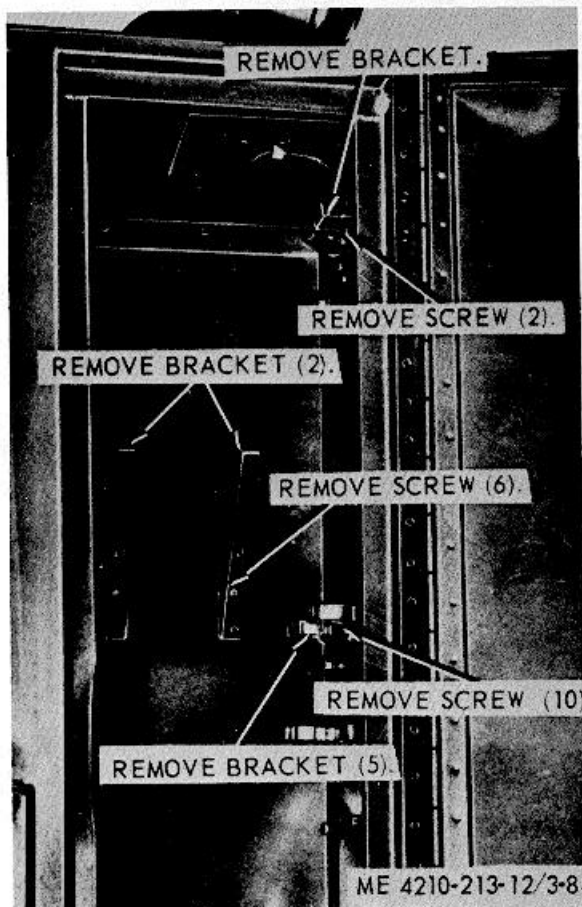 REMOVE BRACKET.
REMOVE SCREW (2).
REMOVE BRACKET (2).
REMOVE SCREW (6).
REMOVE SCREW (10)
REMOVE BRACKET (5).
ME 4210-213-12/3-8